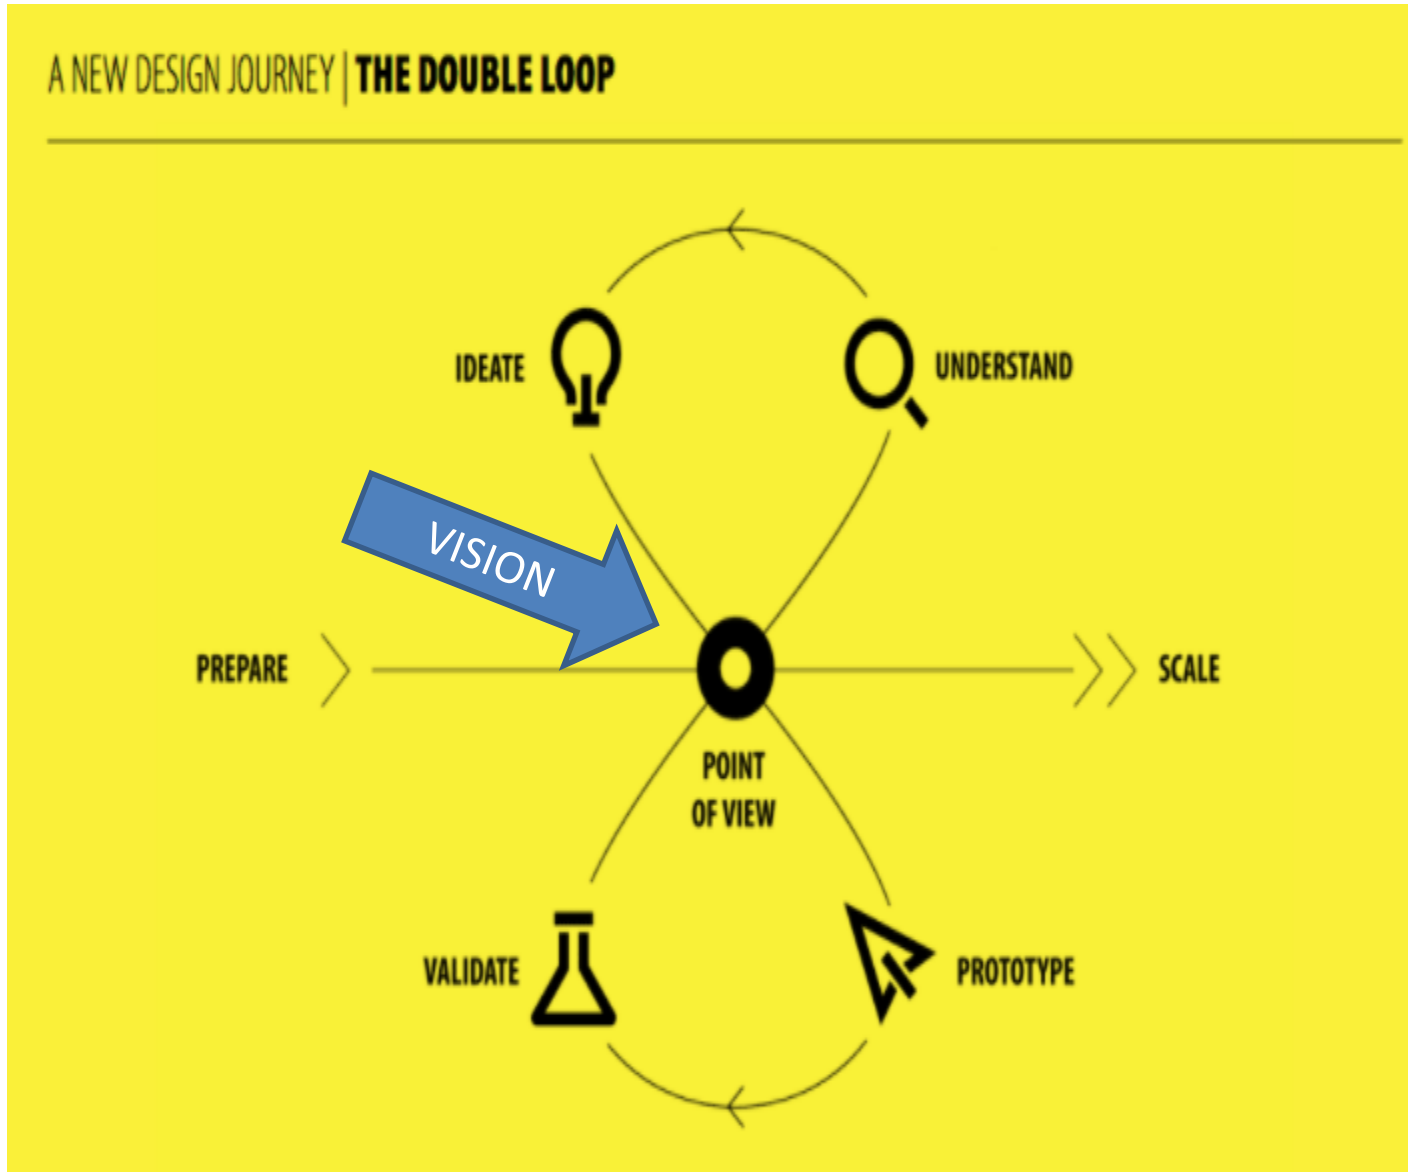 A NEW DESIGN JOURNEY | THE DOUBLE LOOP
IDEATE
UNDERSTAND
VISION
PREPARE
SCALE
POINT
OF VIEW
VALIDATE
PROTOTYPE